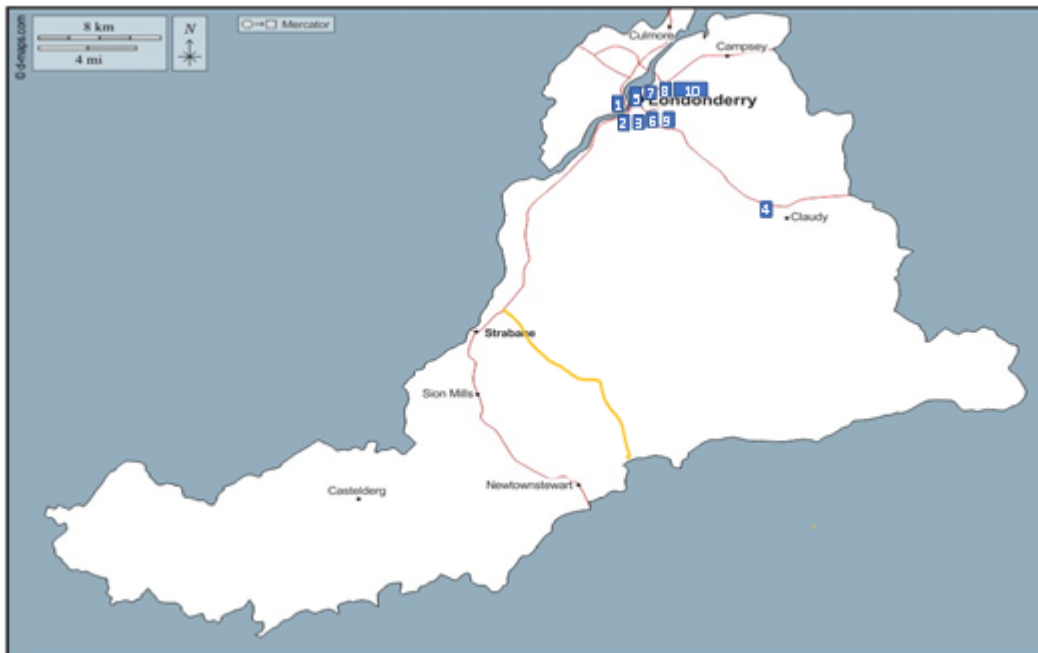 8 km
4 mi
N
Mercator
© d-maps.com
Culmore
Campsey
1
5
7
8
10
Londonderry
2
3
6
9
4
Claudy
Strabane
Sion Mills
Newtownstewart
Castelderg